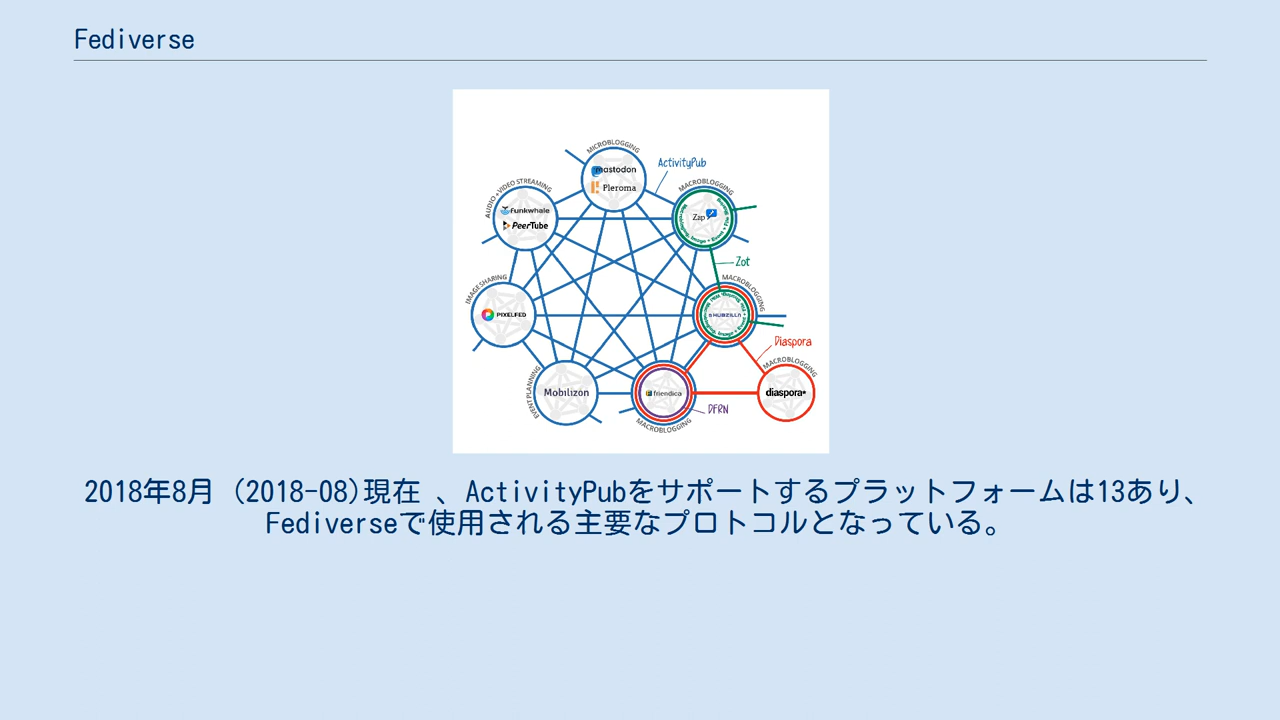 Fediverse
MICROBLOGGING
mastodon
Pleroma
ActivityPub
MACROBLOGGING
Zap
AUDIO + VIDEO STREAMING
funkwhale
PeerTube
Zot
IMAGESHARING
PIXELFED
MACROBLOGGING
HUBZILLA
Diaspora
MACROBLOGGING
diaspora*
EVENTPLANNING
Mobilizon
friendica
DFRN
MACROBLOGGING
2018年8月 (2018-08)現在 、ActivityPubをサポートするプラットフォームは13あり、
Fediverseで使用される主要なプロトコルとなっている。